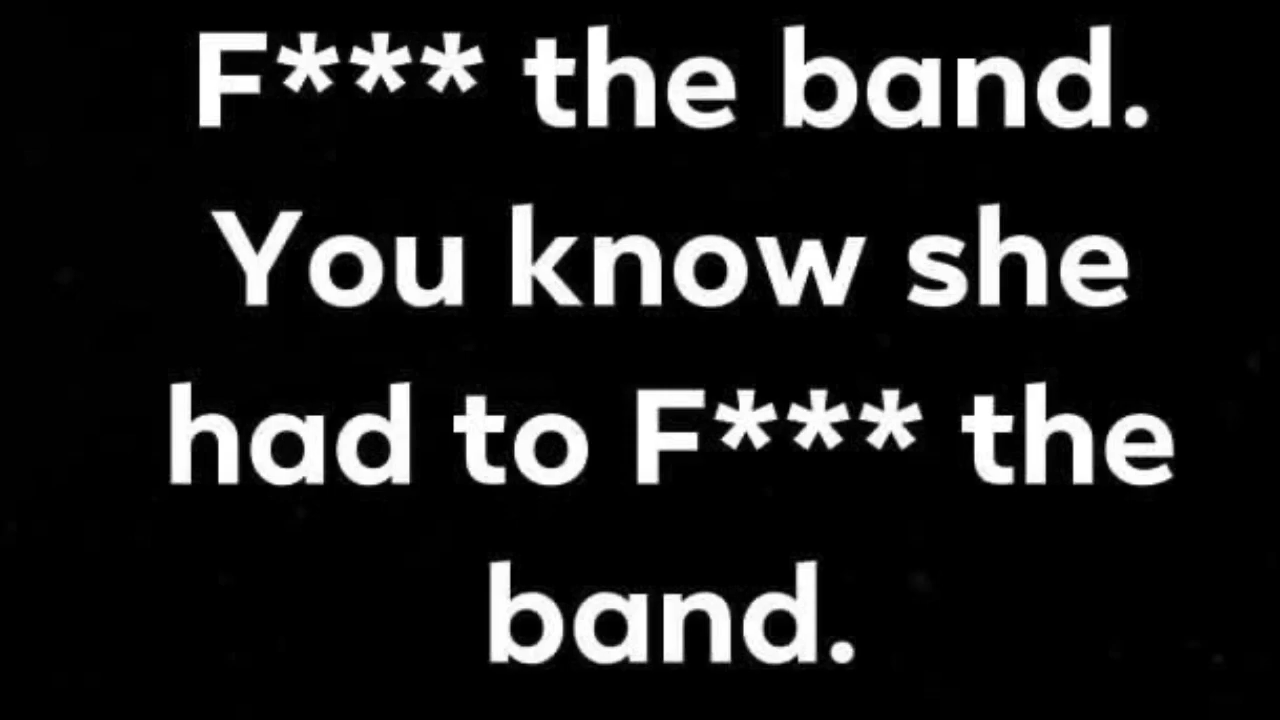 F*** the band.
You know she
had to F*** the
band.